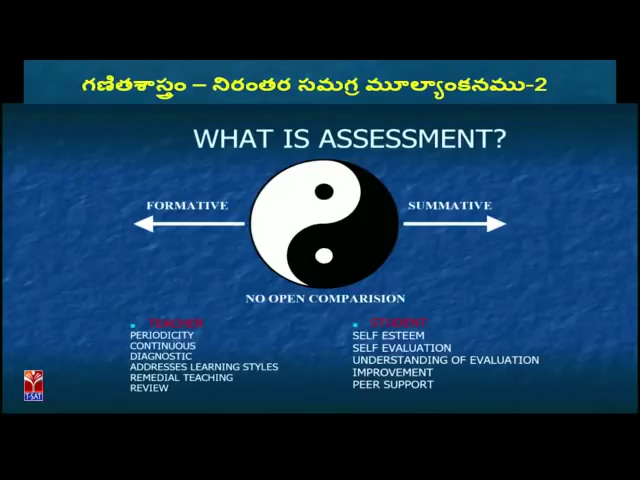 గణితశాస్త్రం – నిరంతర సమగ్ర మూల్యాంకనము-2
WHAT IS ASSESSMENT?
FORMATIVE
SUMMATIVE
NO OPEN COMPARISION
TEACHER
PERIODICITY
CONTINUOUS
DIAGNOSTIC
ADDRESSES LEARNING STYLES
REMEDIAL TEACHING
REVIEW
STUDENT
SELF ESTEEM
SELF EVALUATION
UNDERSTANDING OF EVALUATION
IMPROVEMENT
PEER SUPPORT
T-SAT